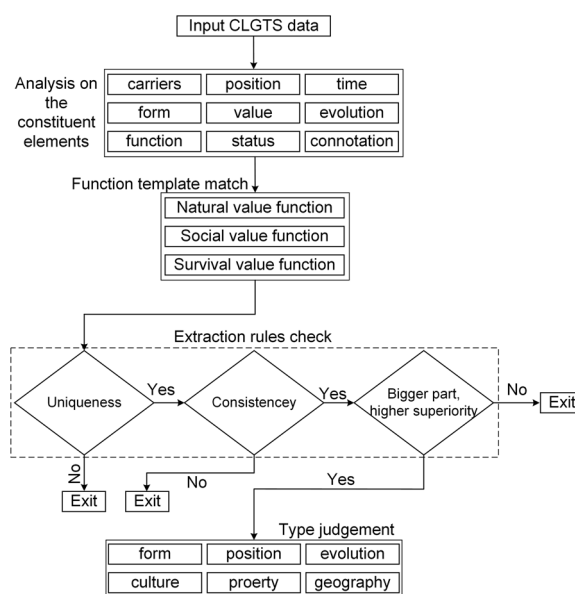 Input CLGTS data
Analysis on
the
constituent
elements
carriers position time
form value evolution
function status connotation
Function template match
Natural value function
Social value function
Survival value function
Extraction rules check
Uniqueness
Yes
Consistencey
Yes
Bigger part,
higher superiority
No
Exit
No
Exit
No
Exit
Yes
Type judgement
form position evolution
culture proerty geography